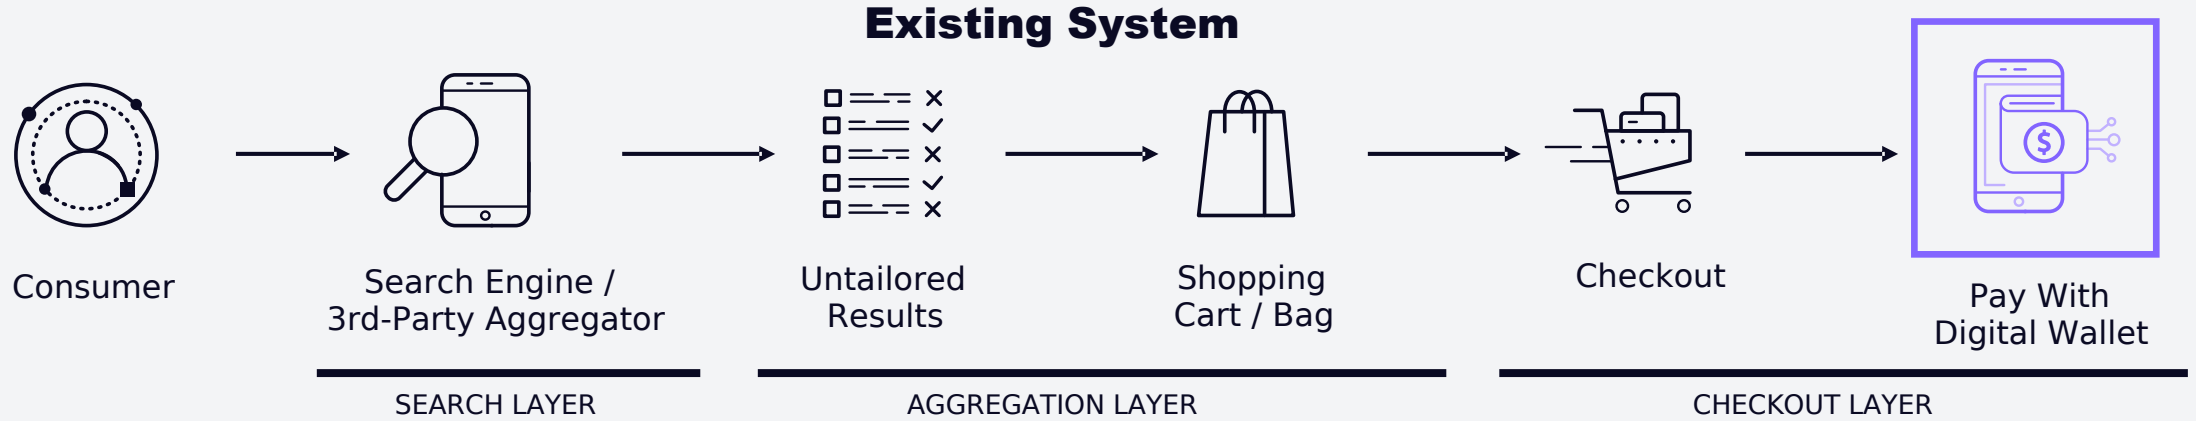 Existing System
Consumer
Search Engine /
3rd-Party Aggregator
Untailored
Results
Shopping
Cart / Bag
Checkout
$
Pay With
Digital Wallet
SEARCH LAYER
AGGREGATION LAYER
CHECKOUT LAYER